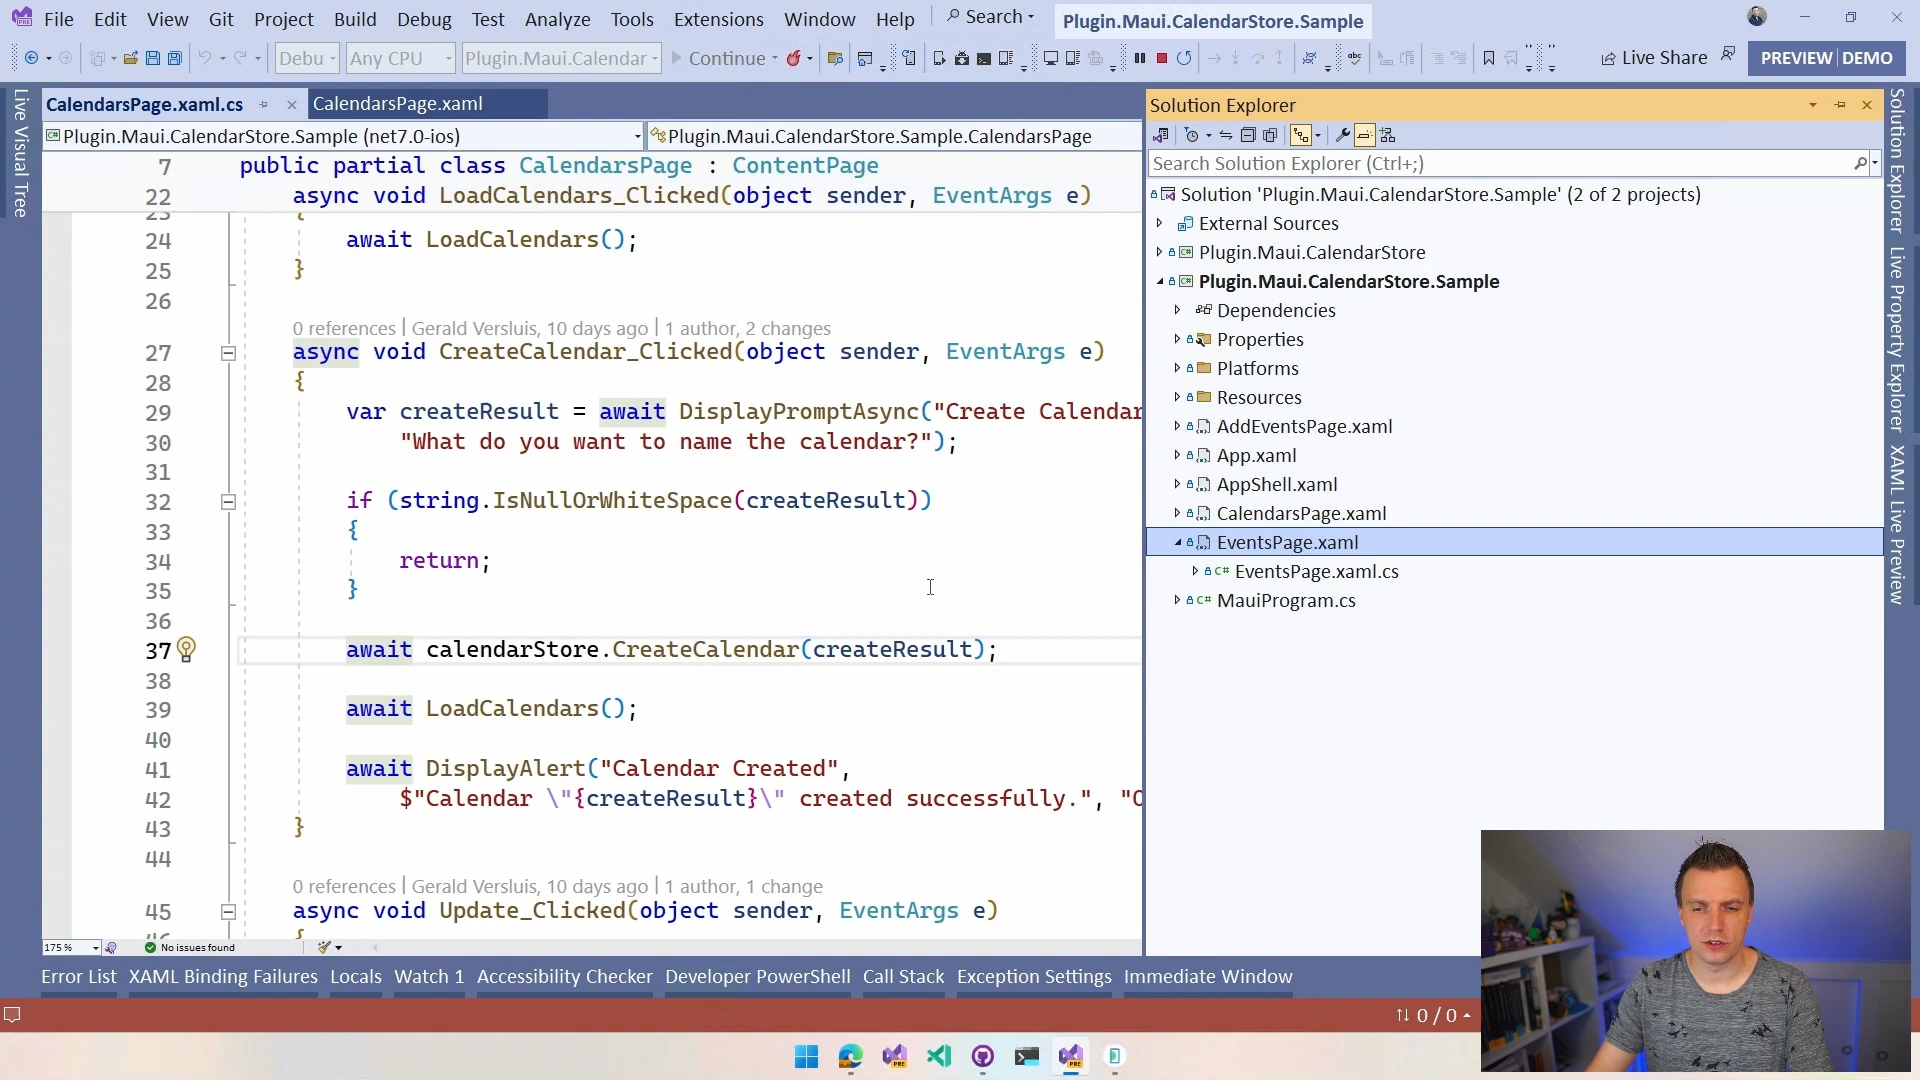 File Edit View Git Project Build Debug Test Analyze Tools Extensions Window Help Search Plugin.Maui.CalendarStore.Sample
Debu Any CPU Plugin.Maui.Calendar Continue Live Share PREVIEW DEMO
Live Visual Tree
CalendarsPage.xaml.cs CalendarsPage.xaml
Plugin.Maui.CalendarStore.Sample (net7.0-ios) Plugin.Maui.CalendarStore.Sample.CalendarsPage
7 public partial class CalendarsPage : ContentPage
22 async void LoadCalendars_Clicked(object sender, EventArgs e)
23 {
24 await LoadCalendars();
25 }
26
0 references | Gerald Versluis, 10 days ago | 1 author, 2 changes
27 async void CreateCalendar_Clicked(object sender, EventArgs e)
28 {
29 var createResult = await DisplayPromptAsync("Create Calendar
30 "What do you want to name the calendar?");
31
32 if (string.IsNullOrWhiteSpace(createResult))
33 {
34 return;
35 }
36
37 await calendarStore.CreateCalendar(createResult);
38
39 await LoadCalendars();
40
41 await DisplayAlert("Calendar Created",
42 $"Calendar \"{createResult}\" created successfully.", "O
43 }
44
0 references | Gerald Versluis, 10 days ago | 1 author, 1 change
45 async void Update_Clicked(object sender, EventArgs e)
46 {
175 % No issues found
Solution Explorer
Search Solution Explorer (Ctrl+;)
Solution 'Plugin.Maui.CalendarStore.Sample' (2 of 2 projects)
External Sources
Plugin.Maui.CalendarStore
Plugin.Maui.CalendarStore.Sample
Dependencies
Properties
Platforms
Resources
AddEventsPage.xaml
App.xaml
AppShell.xaml
CalendarsPage.xaml
EventsPage.xaml
C# EventsPage.xaml.cs
C# MauiProgram.cs
Solution Explorer
Live Property Explorer
XAML Live Preview
Error List XAML Binding Failures Locals Watch 1 Accessibility Checker Developer PowerShell Call Stack Exception Settings Immediate Window
0 / 0